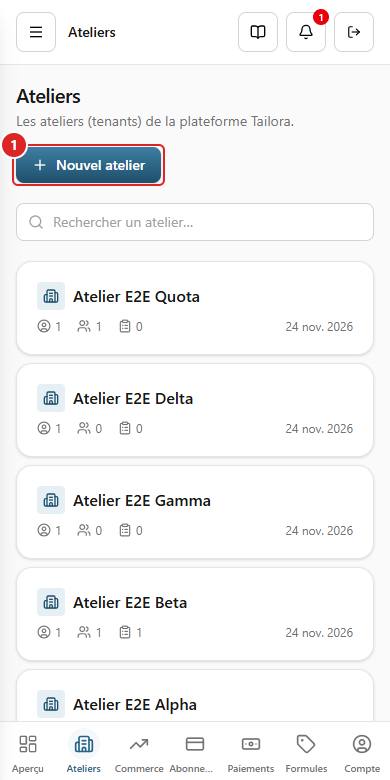 Ateliers
1
Ateliers
Les ateliers (tenants) de la plateforme Tailora.
1
Nouvel atelier
Rechercher un atelier...
Atelier E2E Quota
1 1 0 24 nov. 2026
Atelier E2E Delta
1 0 0 24 nov. 2026
Atelier E2E Gamma
1 0 0 24 nov. 2026
Atelier E2E Beta
1 1 1 24 nov. 2026
Atelier E2E Alpha
Aperçu Ateliers Commerce Abonne... Paiements Formules Compte